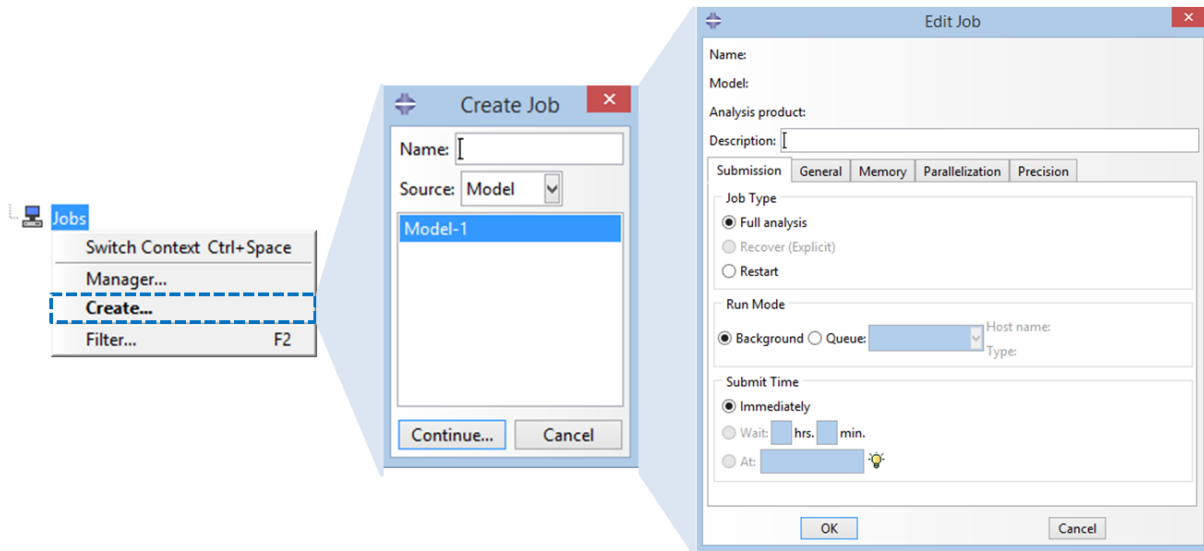 Jobs
Switch Context Ctrl+Space
Manager...
Create...
Filter... F2
Create Job
Name:
Source: Model
Model-1
Continue... Cancel
Edit Job
Name:
Model:
Analysis product:
Description:
Submission General Memory Parallelization Precision
Job Type
Full analysis
Recover (Explicit)
Restart
Run Mode
Background Queue: Host name:
Type:
Submit Time
Immediately
Wait: hrs. min.
At:
OK Cancel